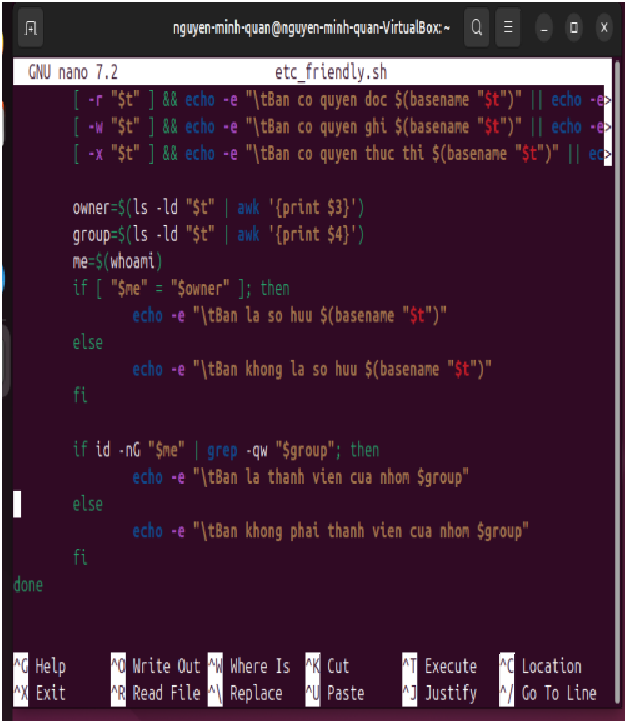 nguyen-minh-quan@nguyen-minh-quan-VirtualBox: ~
GNU nano 7.2 etc_friendly.sh
[ -r "$t" ] && echo -e "\tBan co quyen doc $(basename "$t")" || echo -e>
[ -w "$t" ] && echo -e "\tBan co quyen ghi $(basename "$t")" || echo -e>
[ -x "$t" ] && echo -e "\tBan co quyen thuc thi $(basename "$t")" || ec>
owner=$(ls -ld "$t" | awk '{print $3}')
group=$(ls -ld "$t" | awk '{print $4}')
me=$(whoami)
if [ "$me" = "$owner" ]; then
echo -e "\tBan la so huu $(basename "$t")"
else
echo -e "\tBan khong la so huu $(basename "$t")"
fi
if id -nG "$me" | grep -qw "$group"; then
echo -e "\tBan la thanh vien cua nhom $group"
else
echo -e "\tBan khong phai thanh vien cua nhom $group"
fi
done
^G Help ^O Write Out ^W Where Is ^K Cut ^T Execute ^C Location
^X Exit ^R Read File ^\ Replace ^U Paste ^J Justify ^/ Go To Line